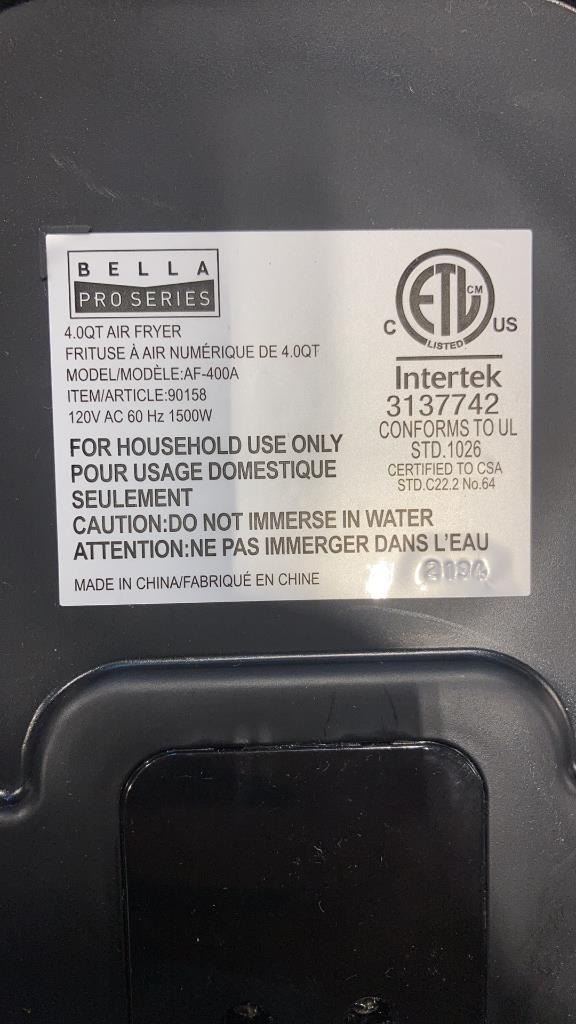 BELLA
PRO SERIES
4.0QT AIR FRYER
FRITUSE À AIR NUMÉRIQUE DE 4.0QT
MODEL/MODÈLE:AF-400A
ITEM/ARTICLE:90158
120V AC 60 Hz 1500W
FOR HOUSEHOLD USE ONLY
POUR USAGE DOMESTIQUE
SEULEMENT
CAUTION:DO NOT IMMERSE IN WATER
ATTENTION:NE PAS IMMERGER DANS L'EAU
MADE IN CHINA/FABRIQUÉ EN CHINE
ETL CM
C US
LISTED
Intertek
3137742
CONFORMS TO UL
STD.1026
CERTIFIED TO CSA
STD.C22.2 No.64